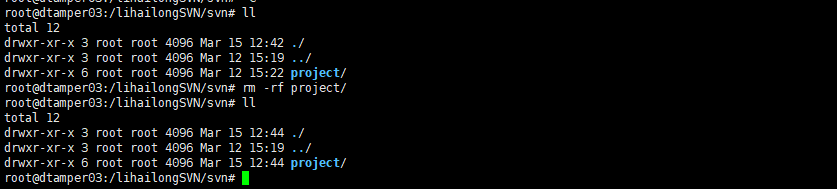 root@dtamper03:/lihailongSVN/svn# ll
total 12
drwxr-xr-x 3 root root 4096 Mar 15 12:42 ./
drwxr-xr-x 3 root root 4096 Mar 12 15:19 ../
drwxr-xr-x 6 root root 4096 Mar 12 15:22 project/
root@dtamper03:/lihailongSVN/svn# rm -rf project/
root@dtamper03:/lihailongSVN/svn# ll
total 12
drwxr-xr-x 3 root root 4096 Mar 15 12:44 ./
drwxr-xr-x 3 root root 4096 Mar 12 15:19 ../
drwxr-xr-x 6 root root 4096 Mar 15 12:44 project/
root@dtamper03:/lihailongSVN/svn#